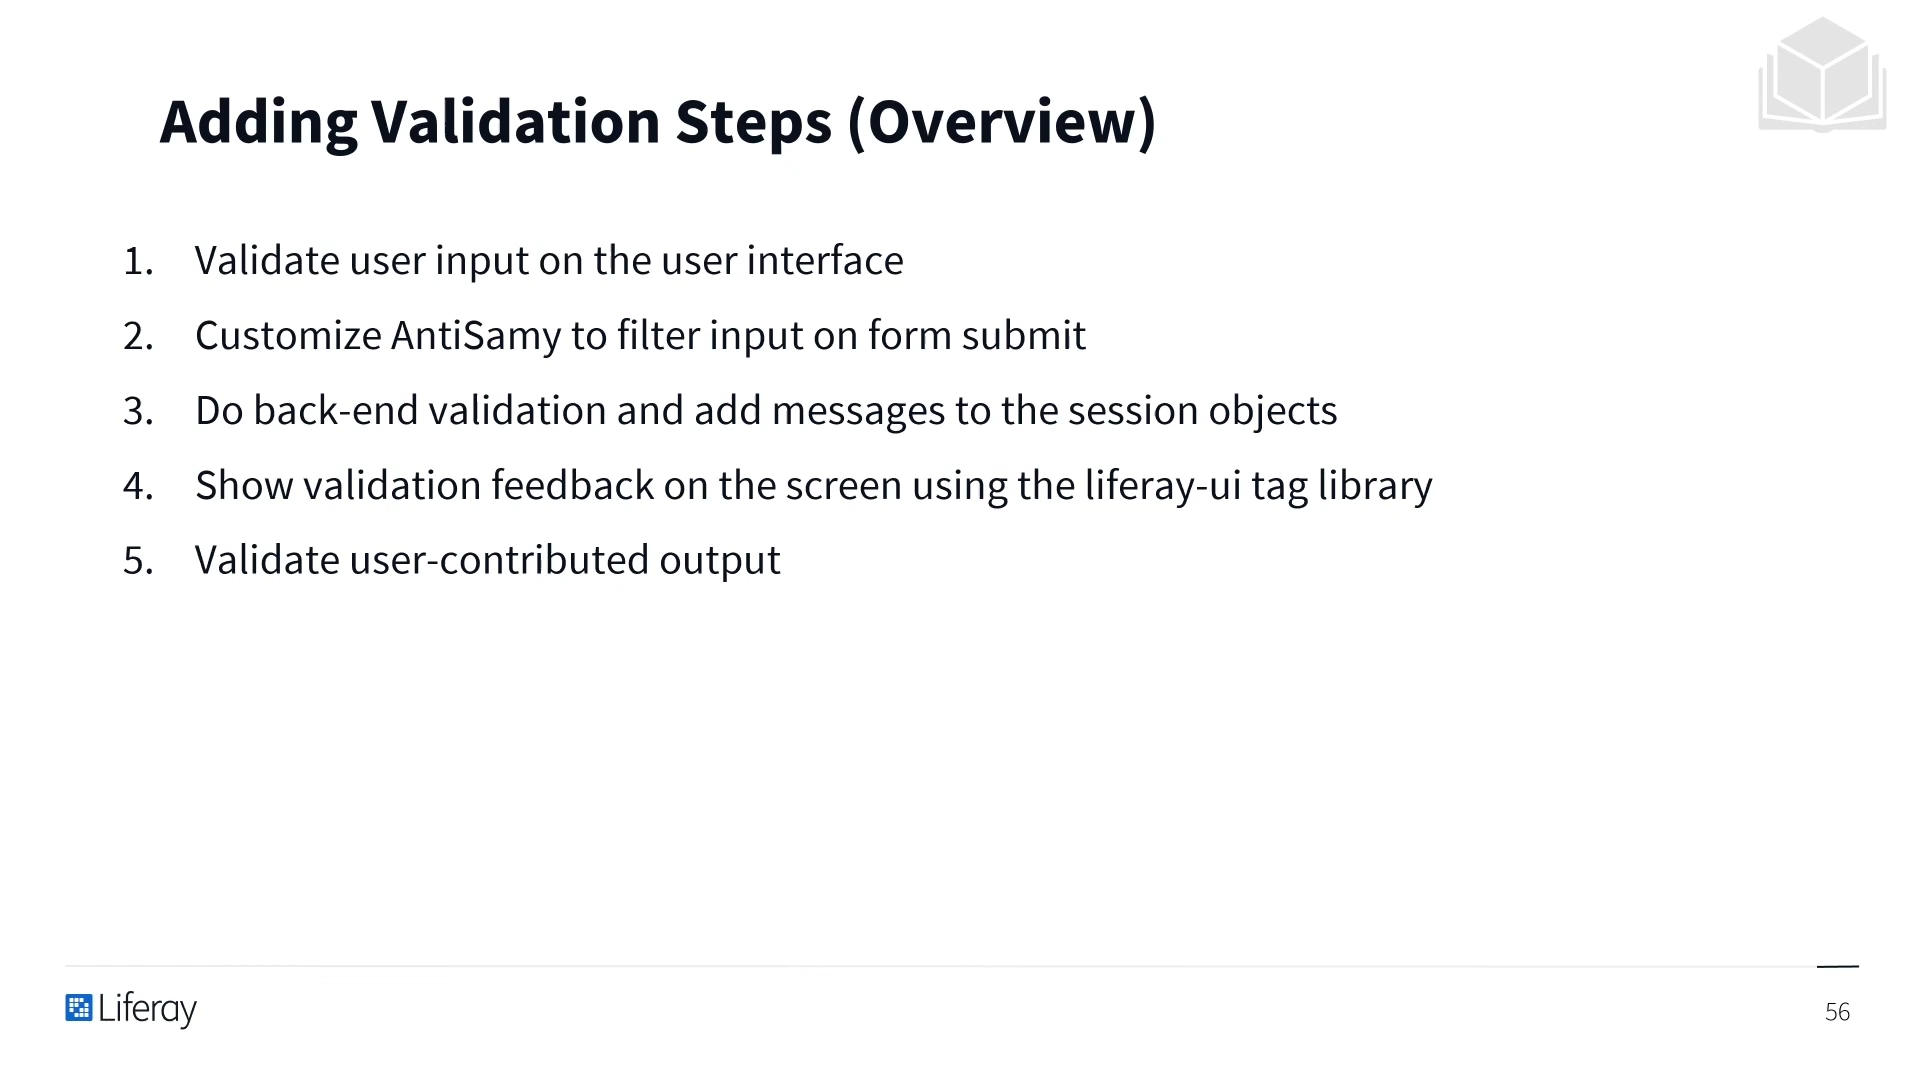 Adding Validation Steps (Overview)
1. Validate user input on the user interface
2. Customize AntiSamy to filter input on form submit
3. Do back-end validation and add messages to the session objects
4. Show validation feedback on the screen using the liferay-ui tag library
5. Validate user-contributed output
Liferay
56